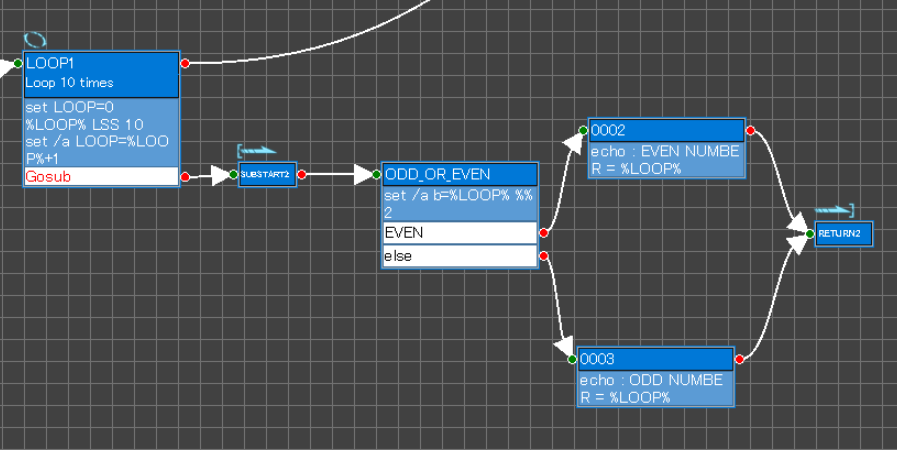 LOOP1
Loop 10 times
set LOOP=0
%LOOP% LSS 10
set /a LOOP=%LOO
P%+1
Gosub
SUBSTART2
ODD_OR_EVEN
set /a b=%LOOP% %%
2
EVEN
else
0002
echo : EVEN NUMBE
R = %LOOP%
RETURN2
0003
echo : ODD NUMBE
R = %LOOP%